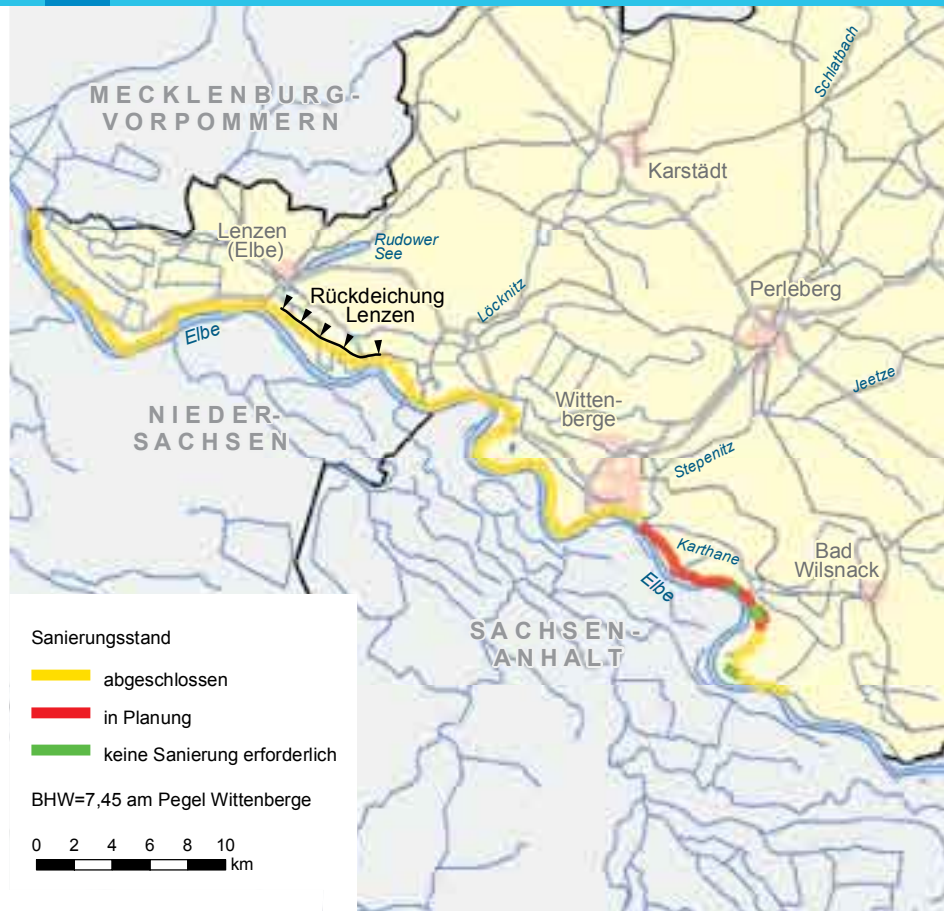 Schlatbach
MECKLENBURG-
VORPOMMERN
Karstädt
Lenzen
(Elbe)
Rudower
See
Löcknitz
Perleberg
Rückdeichung
Lenzen
Elbe
Jeetze
NIEDER-
SACHSEN
Witten-
berge
Stepenitz
Karthane
Bad
Wilsnack
Elbe
SACHSEN-
ANHALT
Sanierungsstand
abgeschlossen
in Planung
keine Sanierung erforderlich
BHW=7,45 am Pegel Wittenberge
0 2 4 6 8 10
km